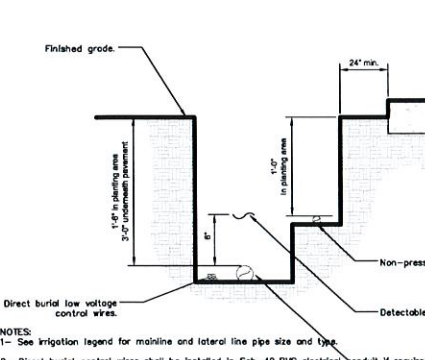 Finished grade.
24" min.
1'-6" in planting area
3'-0" underneath pavement
1'-0"
in planting area
6"
Non-press
Direct burial low voltage
control wires.
Detectable
NOTES:
1- See irrigation legend for mainline and lateral line pipe size and type.